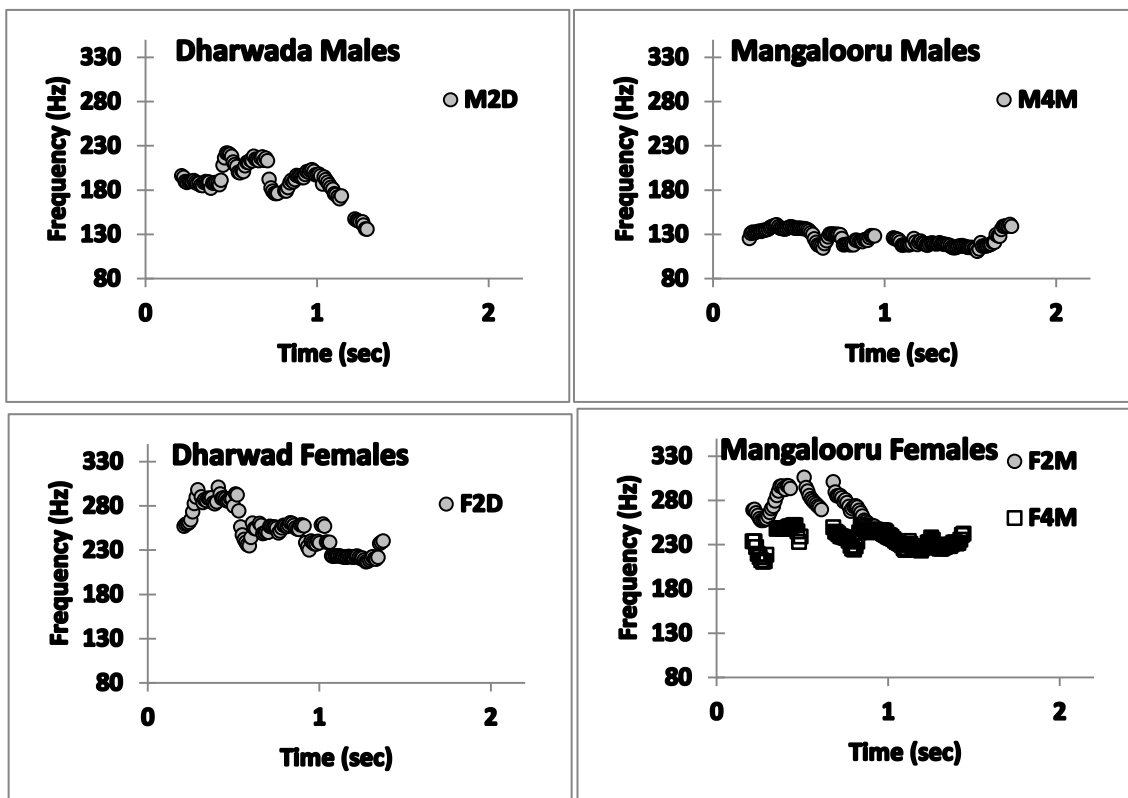 Dharwada Males
M2D
Frequency (Hz)
330
280
230
180
130
80
0 1 2
Time (sec)
Mangalooru Males
M4M
Frequency (Hz)
330
280
230
180
130
80
0 1 2
Time (sec)
Dharwad Females
F2D
Frequency (Hz)
330
280
230
180
130
80
0 1 2
Time (sec)
Mangalooru Females
F2M
F4M
Frequency (Hz)
330
280
230
180
130
80
0 1 2
Time (sec)